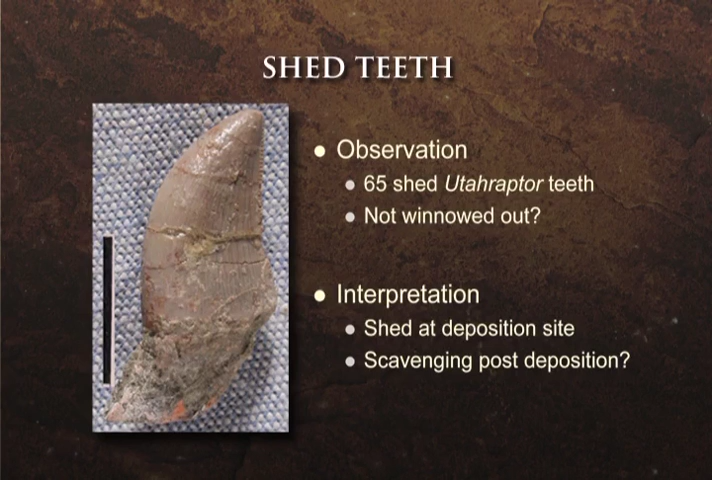 SHED TEETH
Observation
65 shed Utahraptor teeth
Not winnowed out?
Interpretation
Shed at deposition site
Scavenging post deposition?